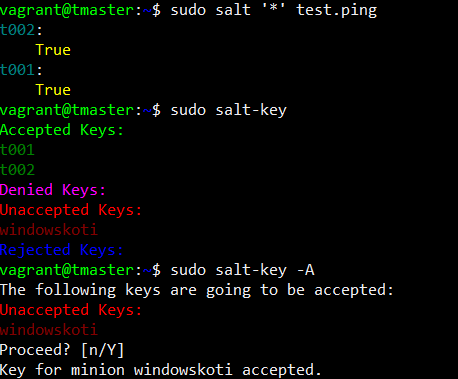 vagrant@tmaster:~$ sudo salt '*' test.ping
t002:
    True
t001:
    True
vagrant@tmaster:~$ sudo salt-key
Accepted Keys:
t001
t002
Denied Keys:
Unaccepted Keys:
windowskoti
Rejected Keys:
vagrant@tmaster:~$ sudo salt-key -A
The following keys are going to be accepted:
Unaccepted Keys:
windowskoti
Proceed? [n/Y]
Key for minion windowskoti accepted.